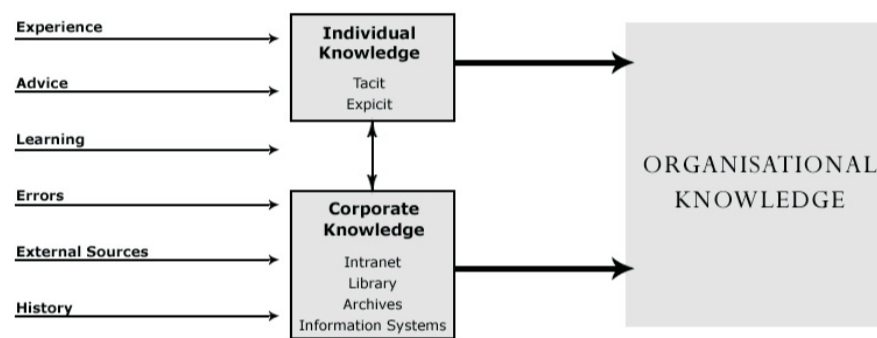 Experience
Advice
Learning
Errors
External Sources
History
Individual
Knowledge
Tacit
Expicit
Corporate
Knowledge
Intranet
Library
Archives
Information Systems
ORGANISATIONAL
KNOWLEDGE